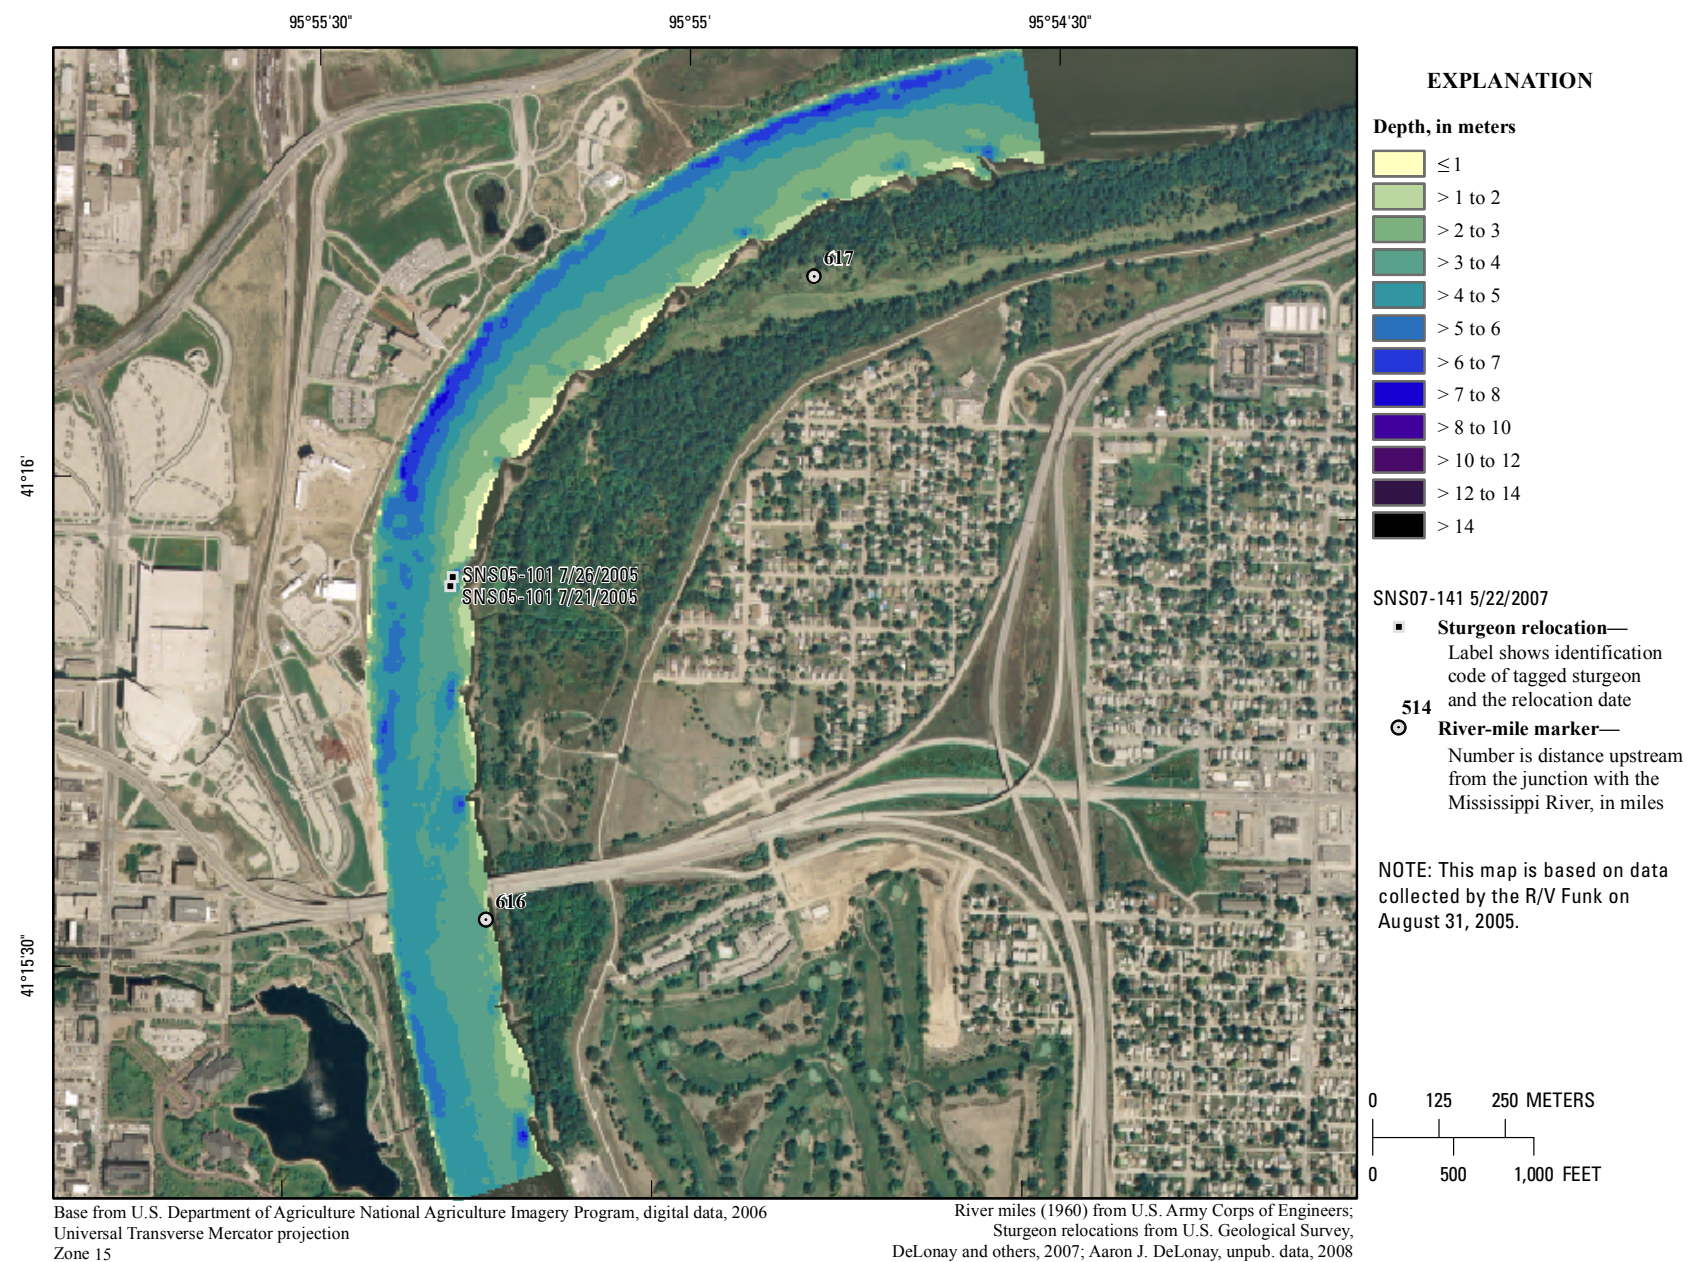 95°55'30"
95°55'
95°54'30"
41°16'
41°15'30"
617
SNS05-101 7/26/2005
SNS05-101 7/21/2005
616
EXPLANATION
Depth, in meters
≤ 1
> 1 to 2
> 2 to 3
> 3 to 4
> 4 to 5
> 5 to 6
> 6 to 7
> 7 to 8
> 8 to 10
> 10 to 12
> 12 to 14
> 14
SNS07-141 5/22/2007
Sturgeon relocation—
Label shows identification
code of tagged sturgeon
and the relocation date
514
River-mile marker—
Number is distance upstream
from the junction with the
Mississippi River, in miles
NOTE: This map is based on data
collected by the R/V Funk on
August 31, 2005.
0 125 250 METERS
0 500 1,000 FEET
Base from U.S. Department of Agriculture National Agriculture Imagery Program, digital data, 2006
Universal Transverse Mercator projection
Zone 15
River miles (1960) from U.S. Army Corps of Engineers;
Sturgeon relocations from U.S. Geological Survey,
DeLonay and others, 2007; Aaron J. DeLonay, unpub. data, 2008